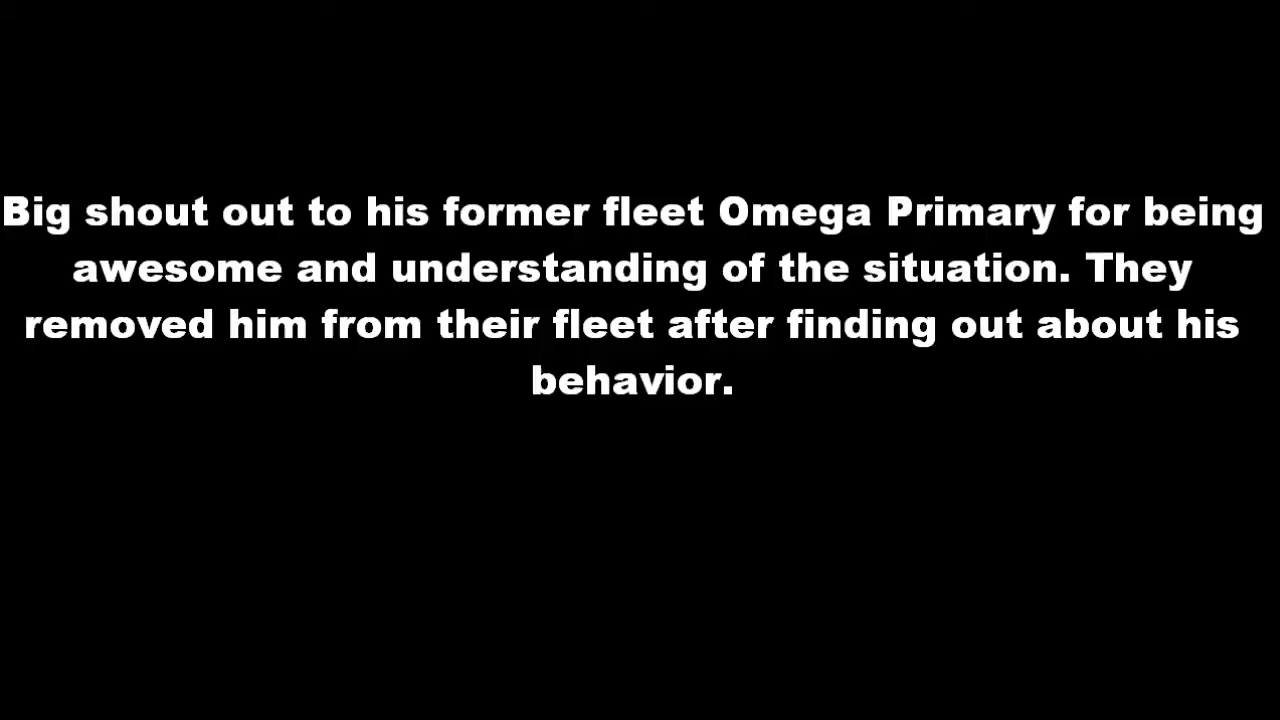 Big shout out to his former fleet Omega Primary for being
awesome and understanding of the situation. They
removed him from their fleet after finding out about his
behavior.